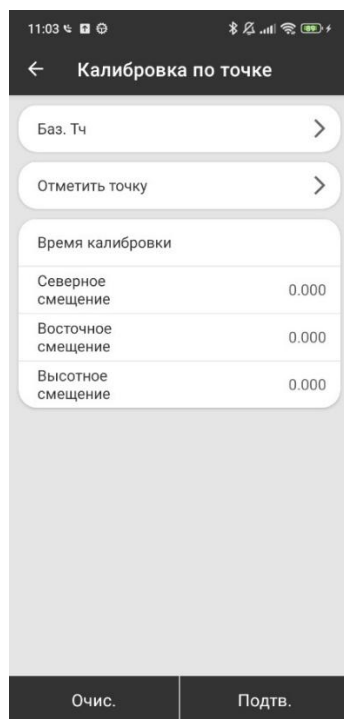 11:03
Калибровка по точке
Баз. Тч
Отметить точку
Время калибровки
Северное
смещение
0.000
Восточное
смещение
0.000
Высотное
смещение
0.000
Очис.
Подтв.